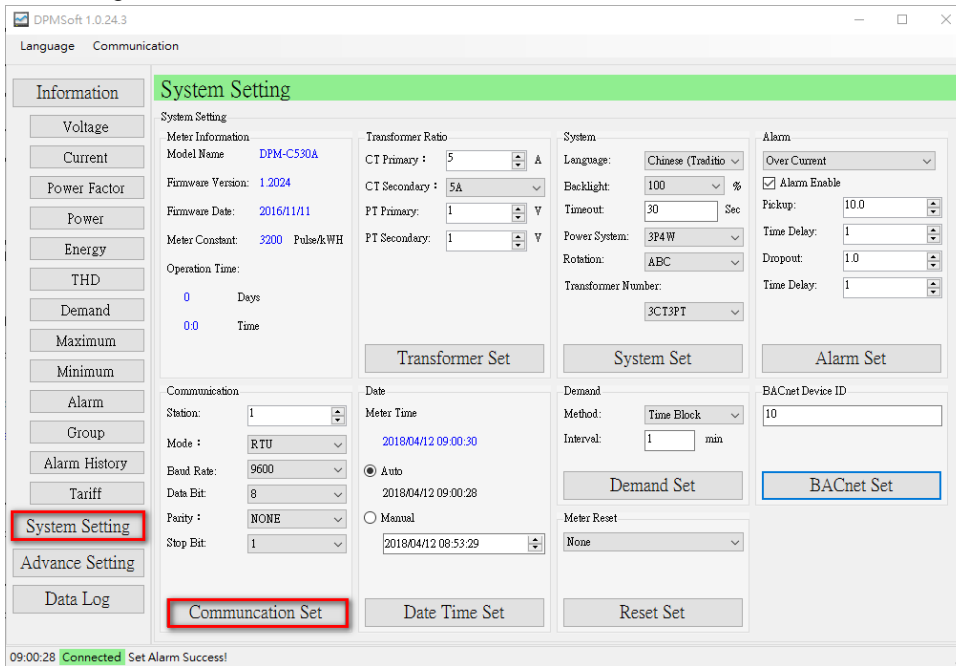 DPMSoft 1.0.24.3
Language Communication
Information
Voltage
Current
Power Factor
Power
Energy
THD
Demand
Maximum
Minimum
Alarm
Group
Alarm History
Tariff
System Setting
Advance Setting
Data Log
System Setting
System Setting
Meter Information
Model Name DPM-C530A
Firmware Version: 1.2024
Firmware Date: 2016/11/11
Meter Constant: 3200 Pulse/kWH
Operation Time:
0 Days
0:0 Time
Transformer Ratio
CT Primary : 5 A
CT Secondary : 5A
PT Primary: 1 V
PT Secondary: 1 V
Transformer Set
System
Language: Chinese (Traditio
Backlight: 100 %
Timeout: 30 Sec
Power System: 3P4W
Rotation: ABC
Transformer Number:
3CT3PT
System Set
Alarm
Over Current
Alarm Enable
Pickup: 10.0
Time Delay: 1
Dropout: 1.0
Time Delay: 1
Alarm Set
Communication
Station: 1
Mode : RTU
Baud Rate: 9600
Data Bit: 8
Parity : NONE
Stop Bit: 1
Communcation Set
Date
Meter Time
2018/04/12 09:00:30
Auto
2018/04/12 09:00:28
Manual
2018/04/12 08:53:29
Date Time Set
Demand
Method: Time Block
Interval: 1 min
Demand Set
Meter Reset
None
Reset Set
BACnet Device ID
10
BACnet Set
09:00:28 Connected Set Alarm Success!